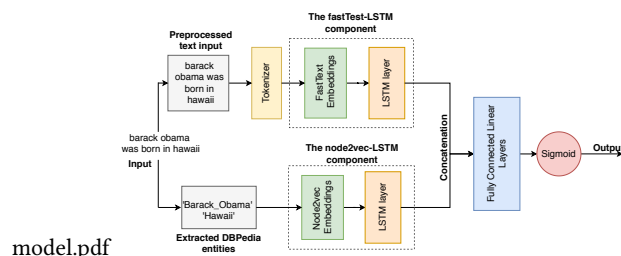 Preprocessed
text input
The fastTest-LSTM
component
barack
obama was
born in
hawaii
Tokenizer
FastText
Embeddings
LSTM layer
barack obama
was born in hawaii
Input
The node2vec-LSTM
component
'Barack_Obama'
'Hawaii'
Extracted DBPedia
entities
Node2vec
Embeddings
LSTM layer
Concatenation
Fully Connected Linear
Layers
Sigmoid
Outpu
model.pdf